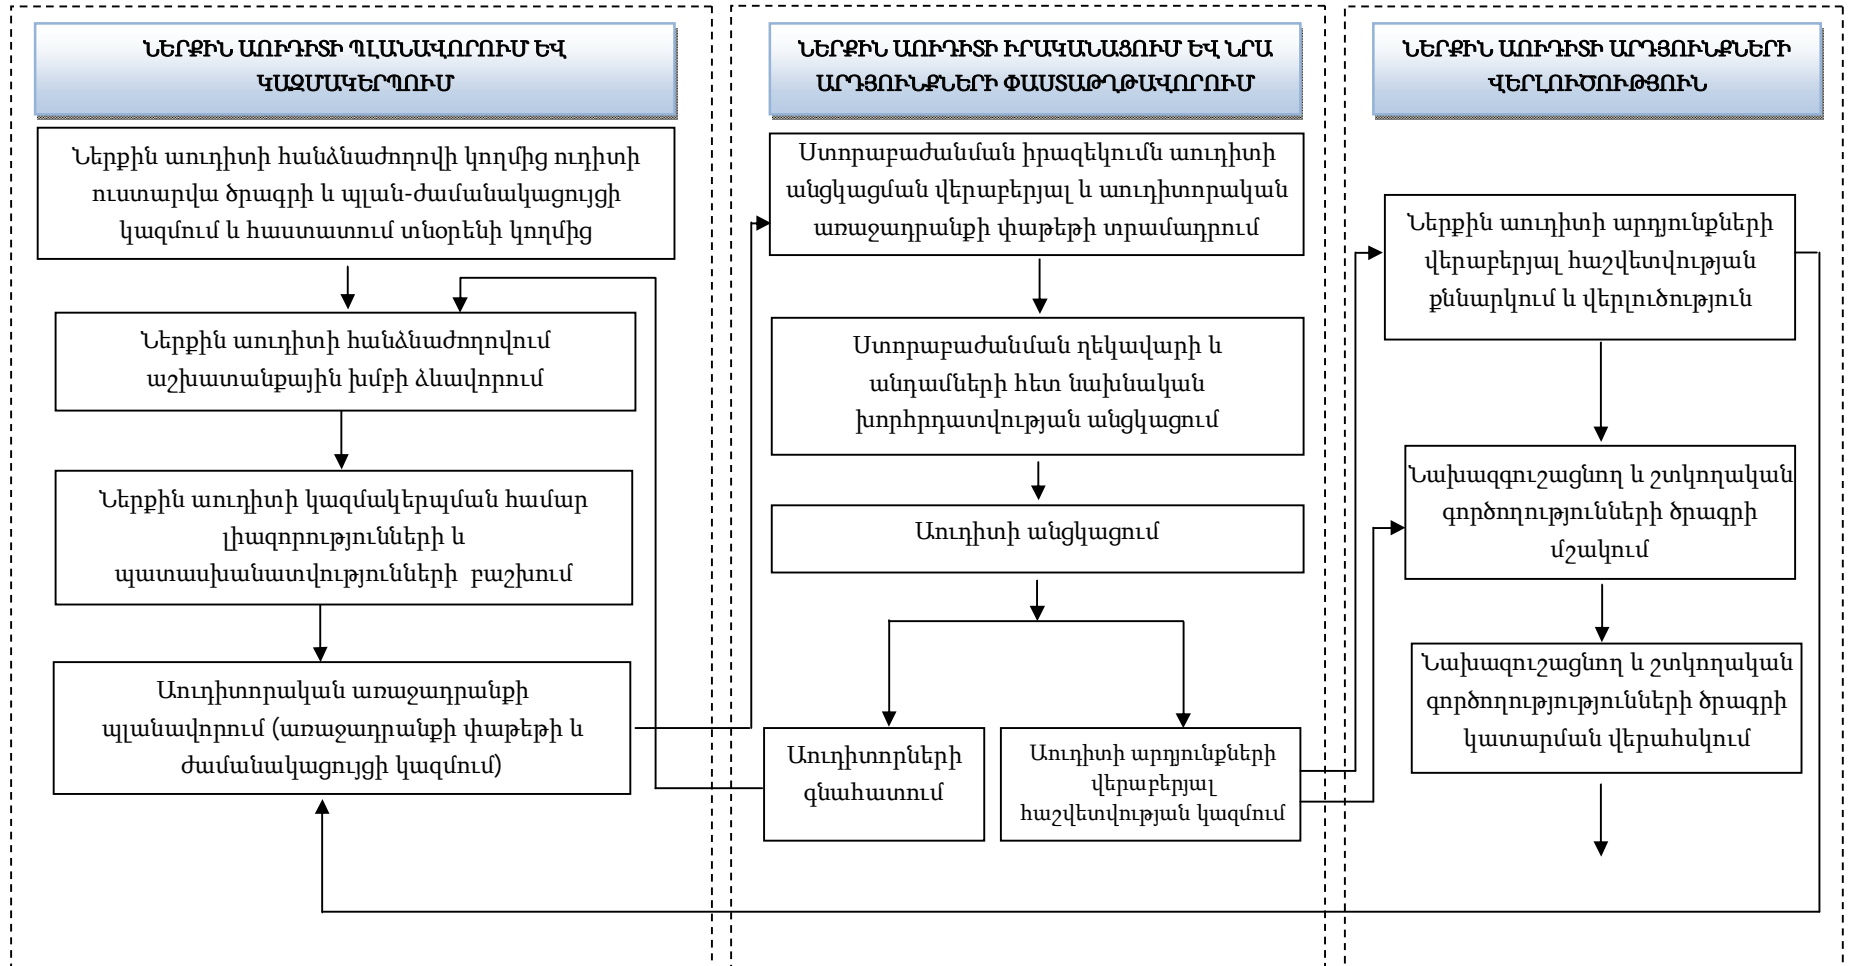 ՆԵՐՔԻՆ ԱՈՒԴԻՏԻ ՊԼԱՆԱՎՈՐՈՒՄ ԵՎ
ԿԱԶՄԱԿԵՐՊՈՒՄ
Ներքին աուդիտի հանձնաժողովի կողմից ուդիտի
ուստարվա ծրագրի և պլան-ժամանակացույցի
կազմում և հաստատում տնօրենի կողմից
Ներքին աուդիտի հանձնաժողովում
աշխատանքային խմբի ձևավորում
Ներքին աուդիտի կազմակերպման համար
լիազորությունների և
պատասխանատվությունների բաշխում
Աուդիտորական առաջադրանքի
պլանավորում (առաջադրանքի փաթեթի և
ժամանակացույցի կազմում)
ՆԵՐՔԻՆ ԱՈՒԴԻՏԻ ԻՐԱԿԱՆԱՑՈՒՄ ԵՎ ՆՐԱ
ԱՐԴՅՈՒՆՔՆԵՐԻ ՓԱՍՏԱԹՂԹԱՎՈՐՈՒՄ
Ստորաբաժանման իրազեկումն աուդիտի
անցկացման վերաբերյալ և աուդիտորական
առաջադրանքի փաթեթի տրամադրում
Ստորաբաժանման ղեկավարի և
անդամների հետ նախնական
խորհրդատվության անցկացում
Աուդիտի անցկացում
Աուդիտորների
գնահատում
Աուդիտի արդյունքների
վերաբերյալ
հաշվետվության կազմում
ՆԵՐՔԻՆ ԱՈՒԴԻՏԻ ԱՐԴՅՈՒՆՔՆԵՐԻ
ՎԵՐԼՈՒԾՈՒԹՅՈՒՆ
Ներքին աուդիտի արդյունքների
վերաբերյալ հաշվետվության
քննարկում և վերլուծություն
Նախազգուշացնող և շտկողական
գործողությունների ծրագրի
մշակում
Նախազուշացնող և շտկողական
գործողություությունների ծրագրի
կատարման վերահսկում